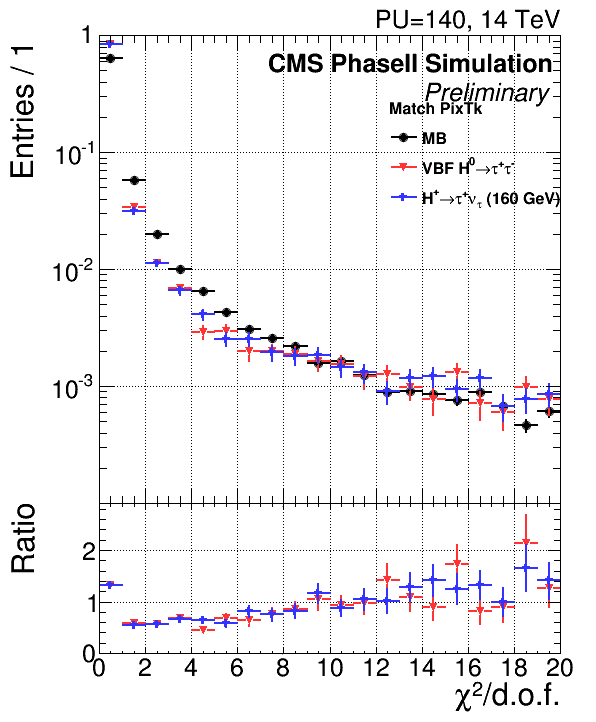 PU=140, 14 TeV
Entries / 1
CMS PhaseII Simulation
Preliminary
Match PixTk
MB
VBF H⁰→τ⁺τ⁻
H⁺→τ⁺ντ (160 GeV)
1
10⁻¹
10⁻²
10⁻³
Ratio
2
1
0
0 2 4 6 8 10 12 14 16 18 20
χ²/d.o.f.